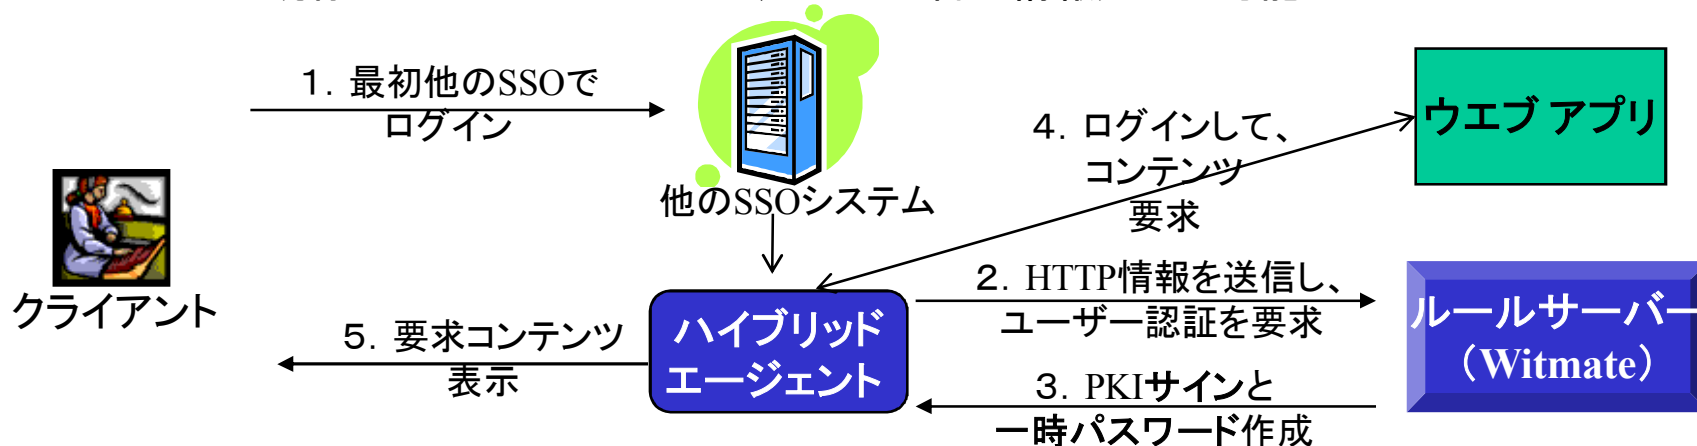 1．最初他のSSOで
ログイン
他のSSOシステム
4．ログインして、
コンテンツ
要求
ウエブ アプリ
クライアント
ハイブリッド
エージェント
2．HTTP情報を送信し、
ユーザー認証を要求
ルールサーバー
（Witmate）
5．要求コンテンツ
表示
3．PKIサインと
一時パスワード作成